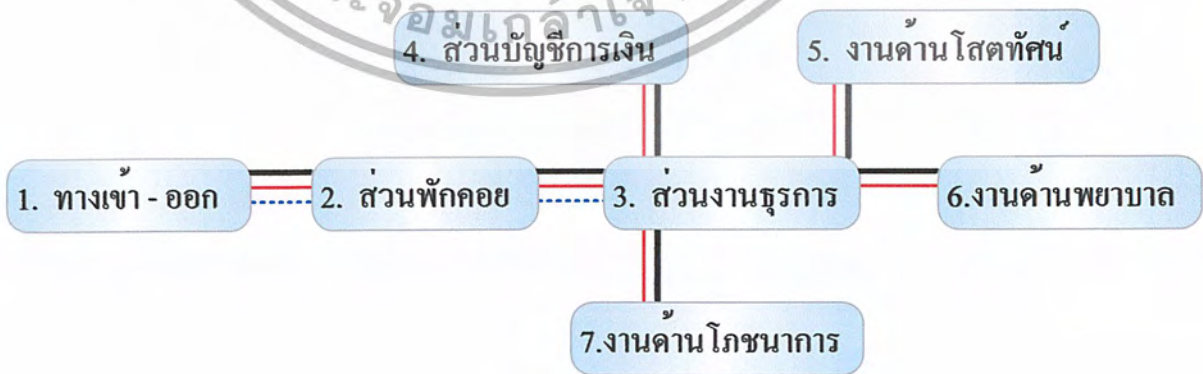 4. ส่วนบัญชีการเงิน
5. งานด้านโสตทัศน์
1. ทางเข้า - ออก
2. ส่วนพักคอย
3. ส่วนงานธุรการ
6.งานด้านพยาบาล
7.งานด้านโภชนาการ